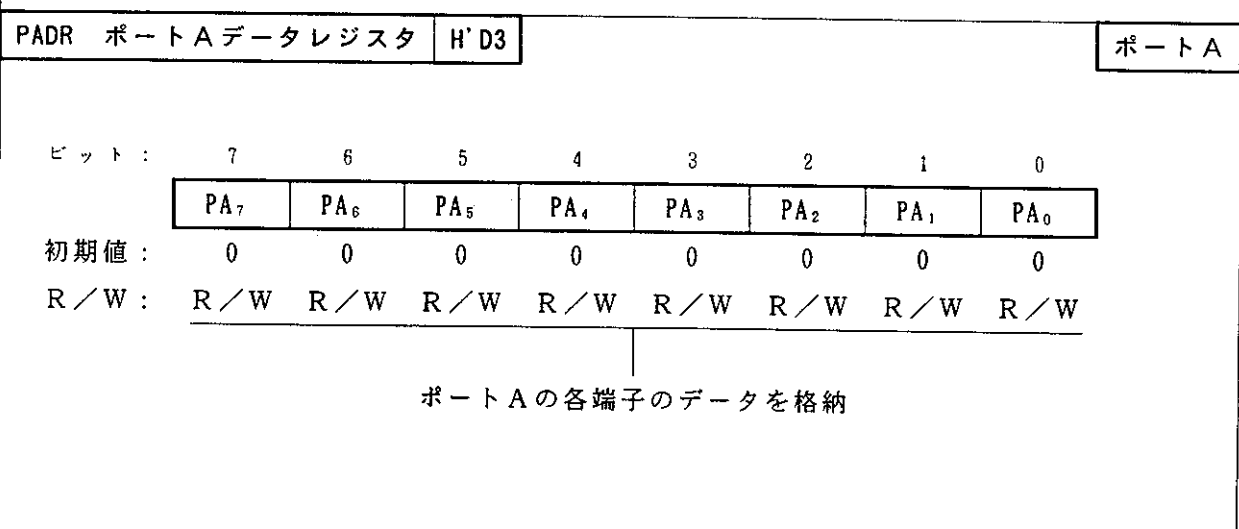 PADR ポートAデータレジスタ H'D3 ポートA
ビット: 7 6 5 4 3 2 1 0
PA₇ PA₆ PA₅ PA₄ PA₃ PA₂ PA₁ PA₀
初期値: 0 0 0 0 0 0 0 0
R/W: R/W R/W R/W R/W R/W R/W R/W R/W
ポートAの各端子のデータを格納